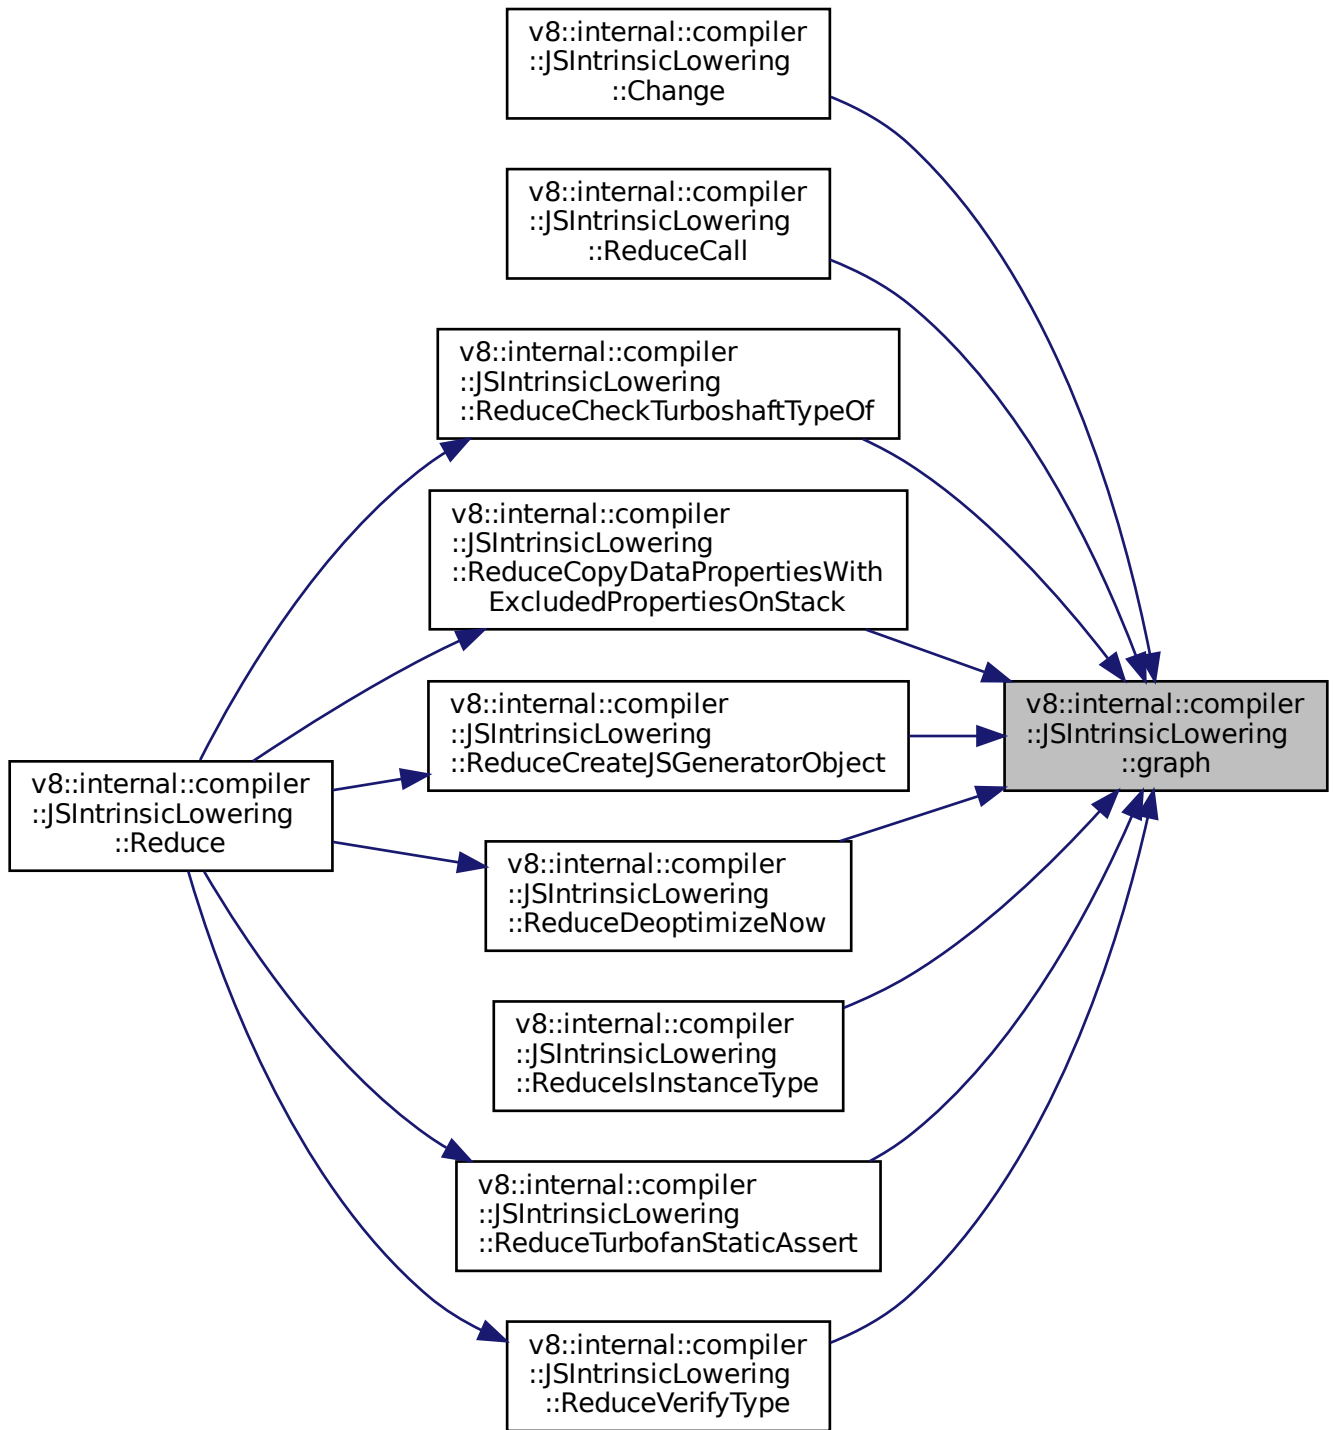 v8::internal::compiler
::JSIntrinsicLowering
::Change
v8::internal::compiler
::JSIntrinsicLowering
::ReduceCall
v8::internal::compiler
::JSIntrinsicLowering
::ReduceCheckTurboshaftTypeOf
v8::internal::compiler
::JSIntrinsicLowering
::ReduceCopyDataPropertiesWith
ExcludedPropertiesOnStack
v8::internal::compiler
::JSIntrinsicLowering
::graph
v8::internal::compiler
::JSIntrinsicLowering
::ReduceCreateJSGeneratorObject
v8::internal::compiler
::JSIntrinsicLowering
::Reduce
v8::internal::compiler
::JSIntrinsicLowering
::ReduceDeoptimizeNow
v8::internal::compiler
::JSIntrinsicLowering
::ReduceIsInstanceType
v8::internal::compiler
::JSIntrinsicLowering
::ReduceTurbofanStaticAssert
v8::internal::compiler
::JSIntrinsicLowering
::ReduceVerifyType